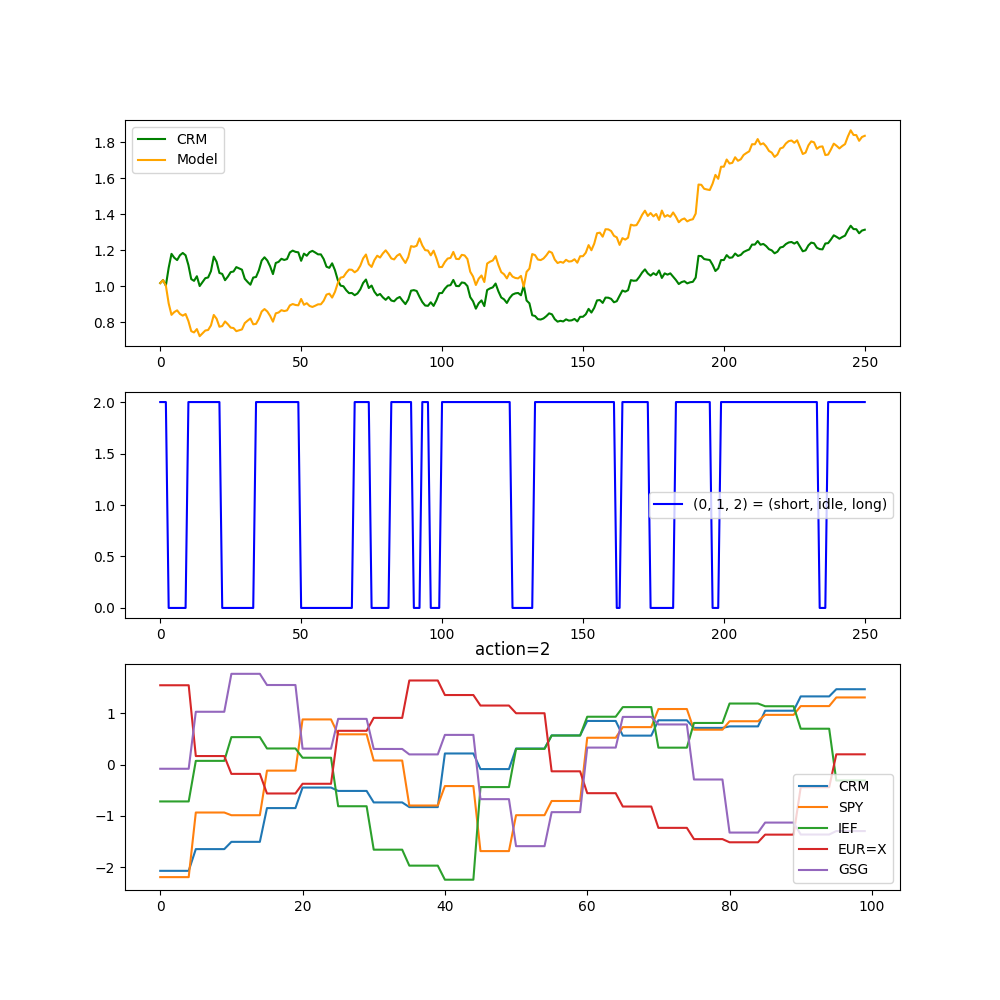 CRM
Model
1.8
1.6
1.4
1.2
1.0
0.8
0 50 100 150 200 250
2.0
1.5
1.0
0.5
0.0
(0, 1, 2) = (short, idle, long)
0 50 100 150 200 250
action=2
1
0
−1
−2
CRM
SPY
IEF
EUR=X
GSG
0 20 40 60 80 100